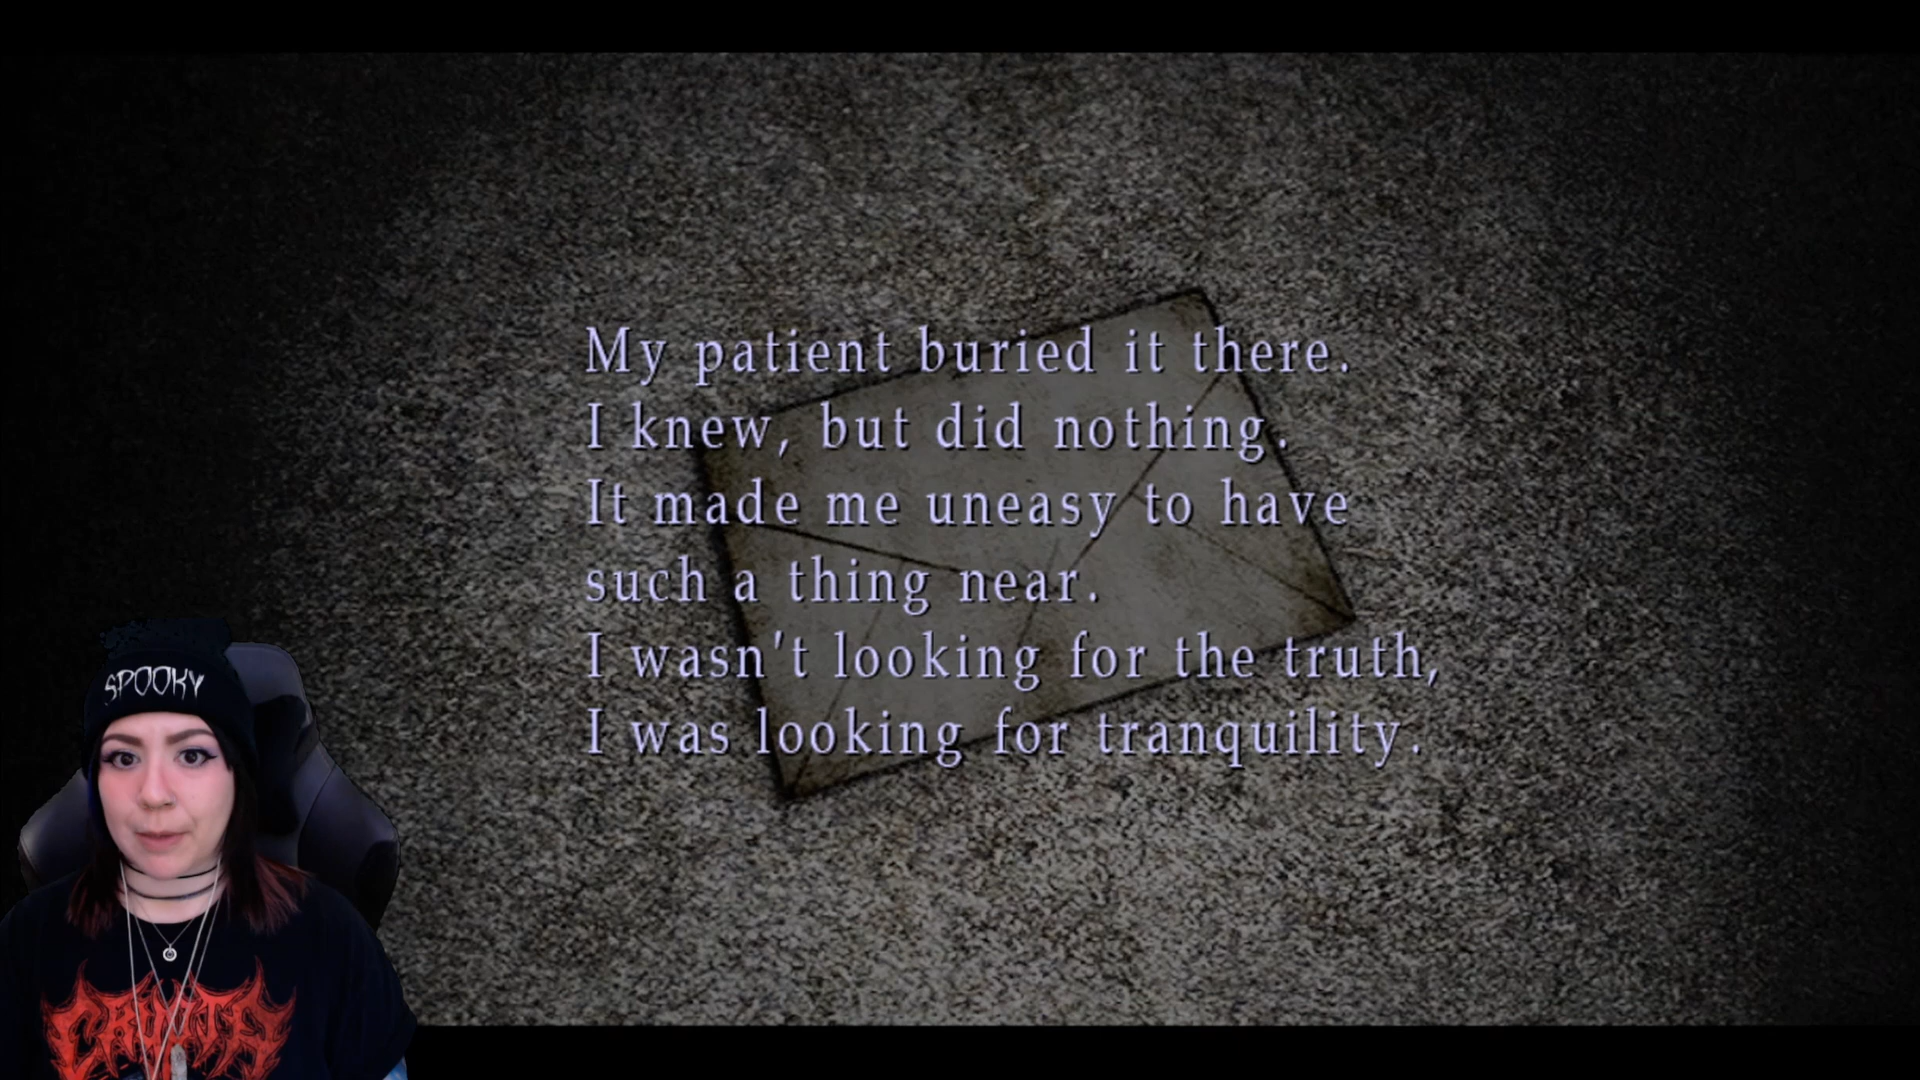 My patient buried it there.
I knew, but did nothing.
It made me uneasy to have
such a thing near.
I wasn't looking for the truth,
I was looking for tranquility.
SPOOKY